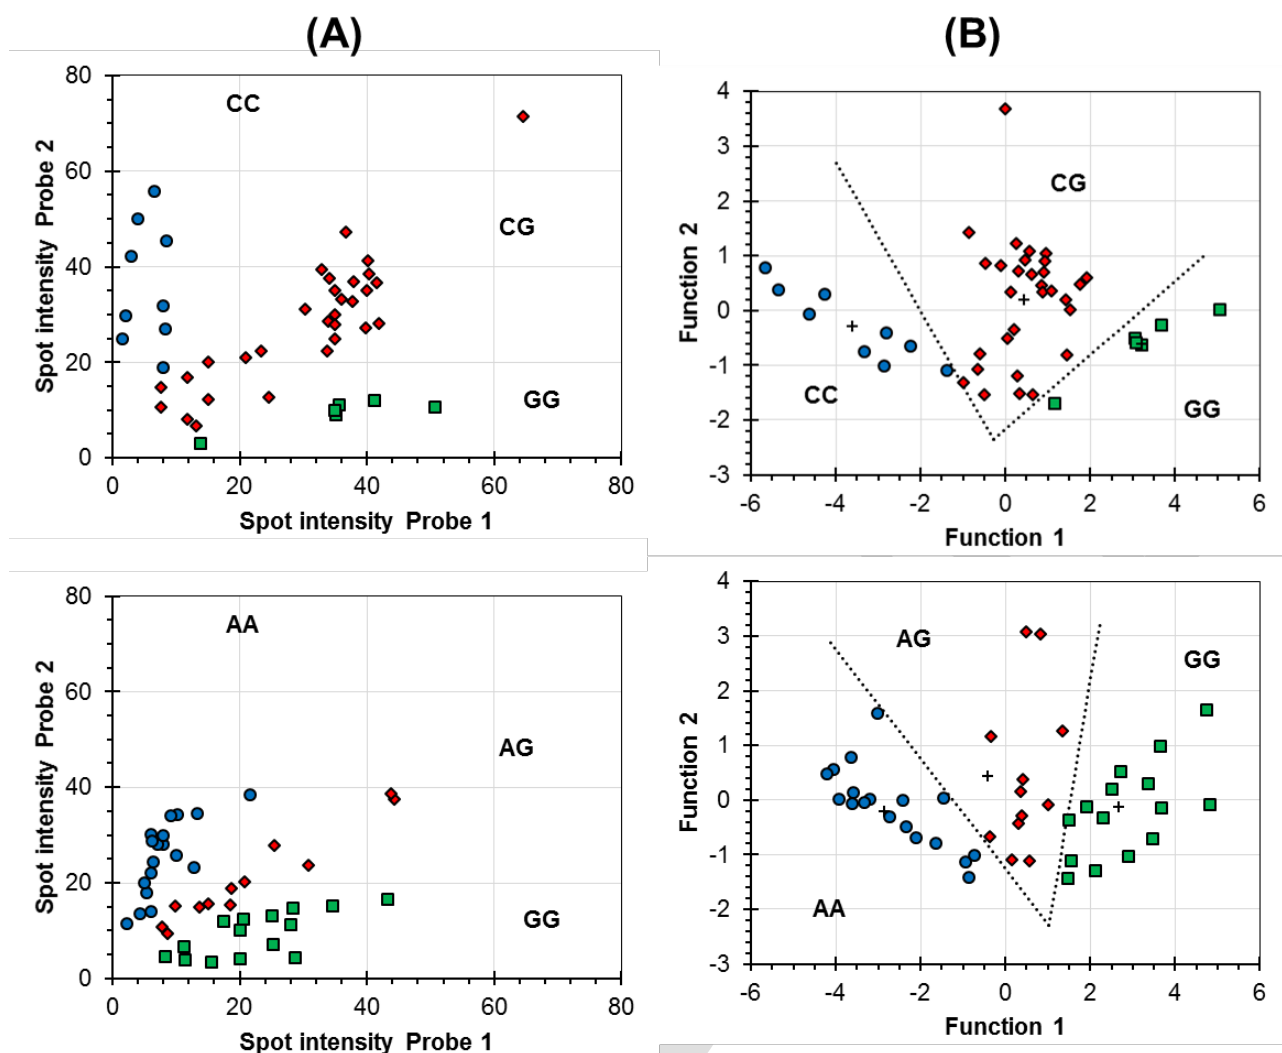 (A)
(B)
80
60
40
20
0
0 20 40 60 80
Spot intensity Probe 2
Spot intensity Probe 1
CC
CG
GG
4
3
2
1
0
-1
-2
-3
-6 -4 -2 0 2 4 6
Function 2
Function 1
CG
CC
GG
80
60
40
20
0
0 20 40 60 80
Spot intensity Probe 2
Spot intensity Probe 1
AA
AG
GG
4
3
2
1
0
-1
-2
-3
-6 -4 -2 0 2 4 6
Function 2
Function 1
AG
GG
AA